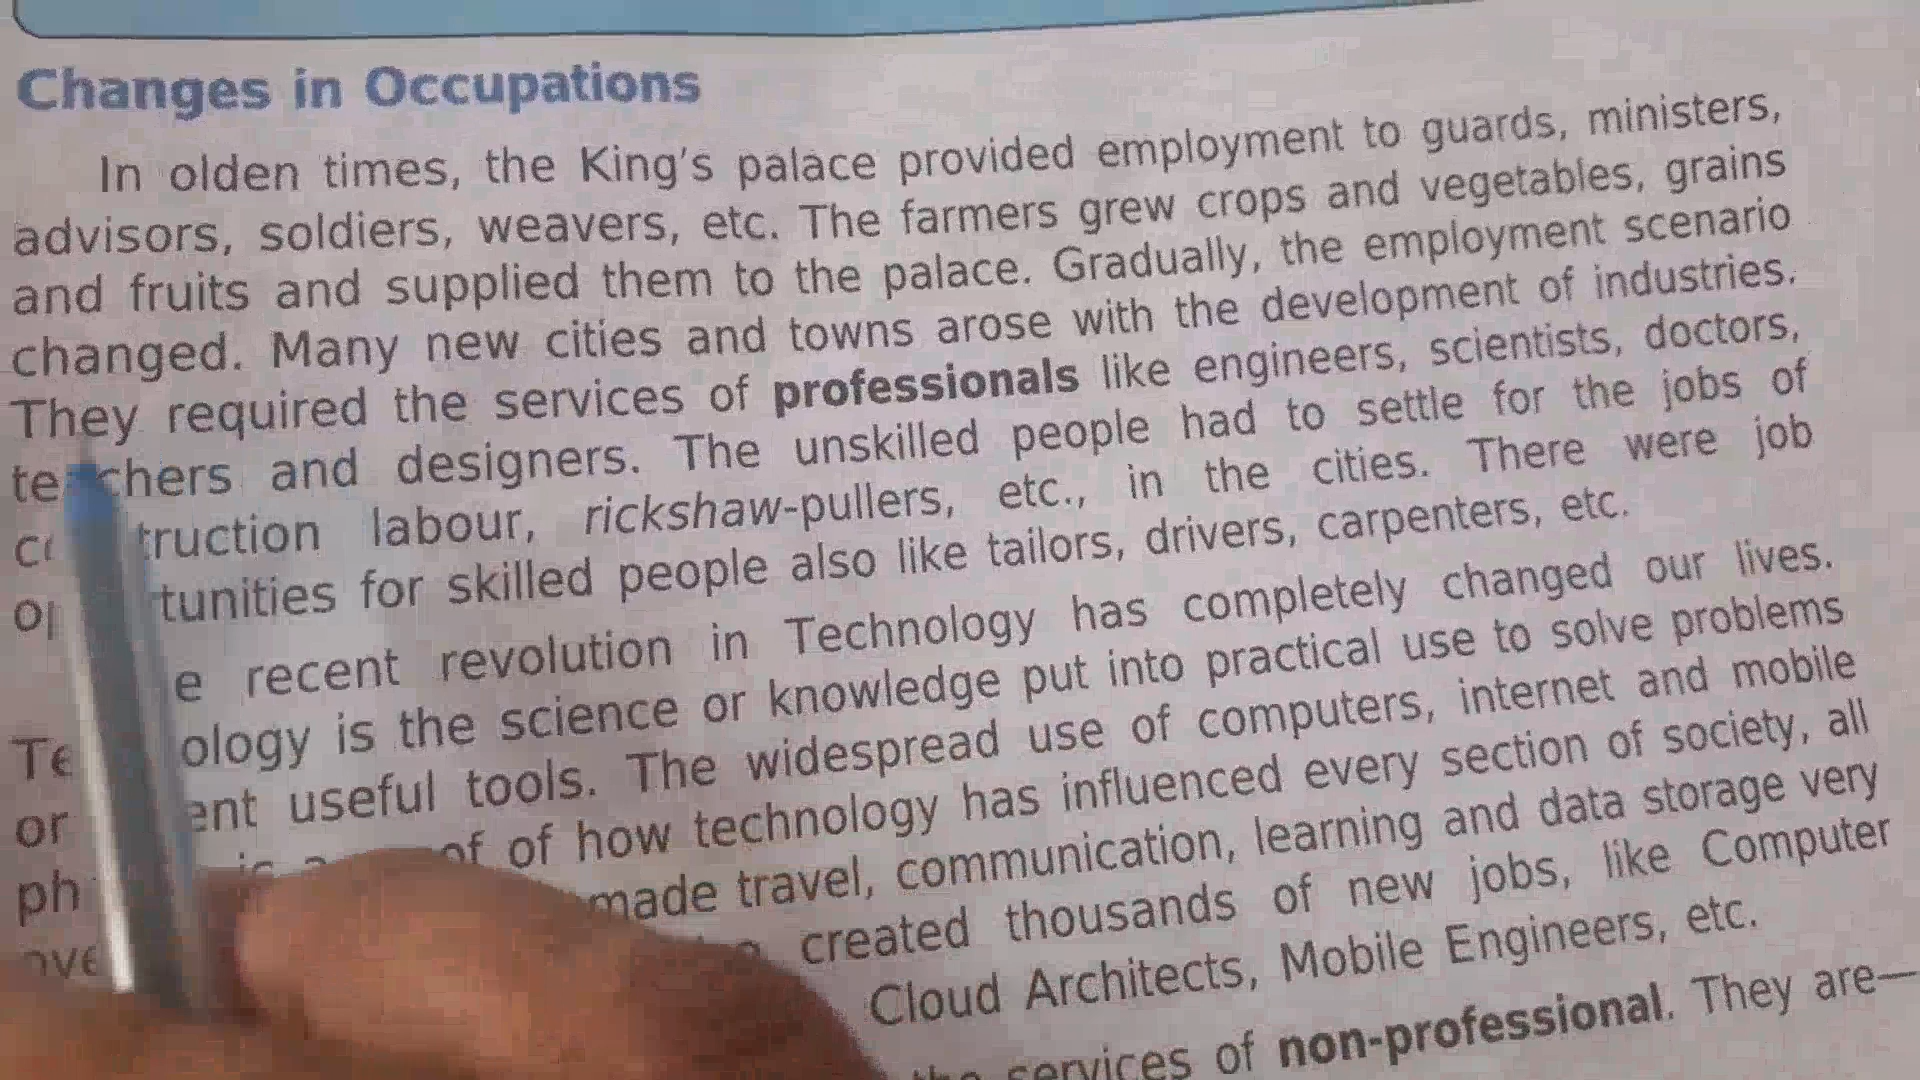 Changes in Occupations
In olden times, the King's palace provided employment to guards, ministers,
advisors, soldiers, weavers, etc. The farmers grew crops and vegetables, grains
and fruits and supplied them to the palace. Gradually, the employment scenario
changed. Many new cities and towns arose with the development of industries.
They required the services of professionals like engineers, scientists, doctors,
and designers. The unskilled people had to settle for the jobs of
labour, rickshaw-pullers, etc., in the cities. There were job
for skilled people also like tailors, drivers, carpenters, etc.
recent revolution in Technology has completely changed our lives.
is the science or knowledge put into practical use to solve problems
or useful tools. The widespread use of computers, internet and mobile
of how technology has influenced every section of society, all
made travel, communication, learning and data storage very
created thousands of new jobs, like Computer
Cloud Architects, Mobile Engineers, etc.
the services of non-professional. They are—